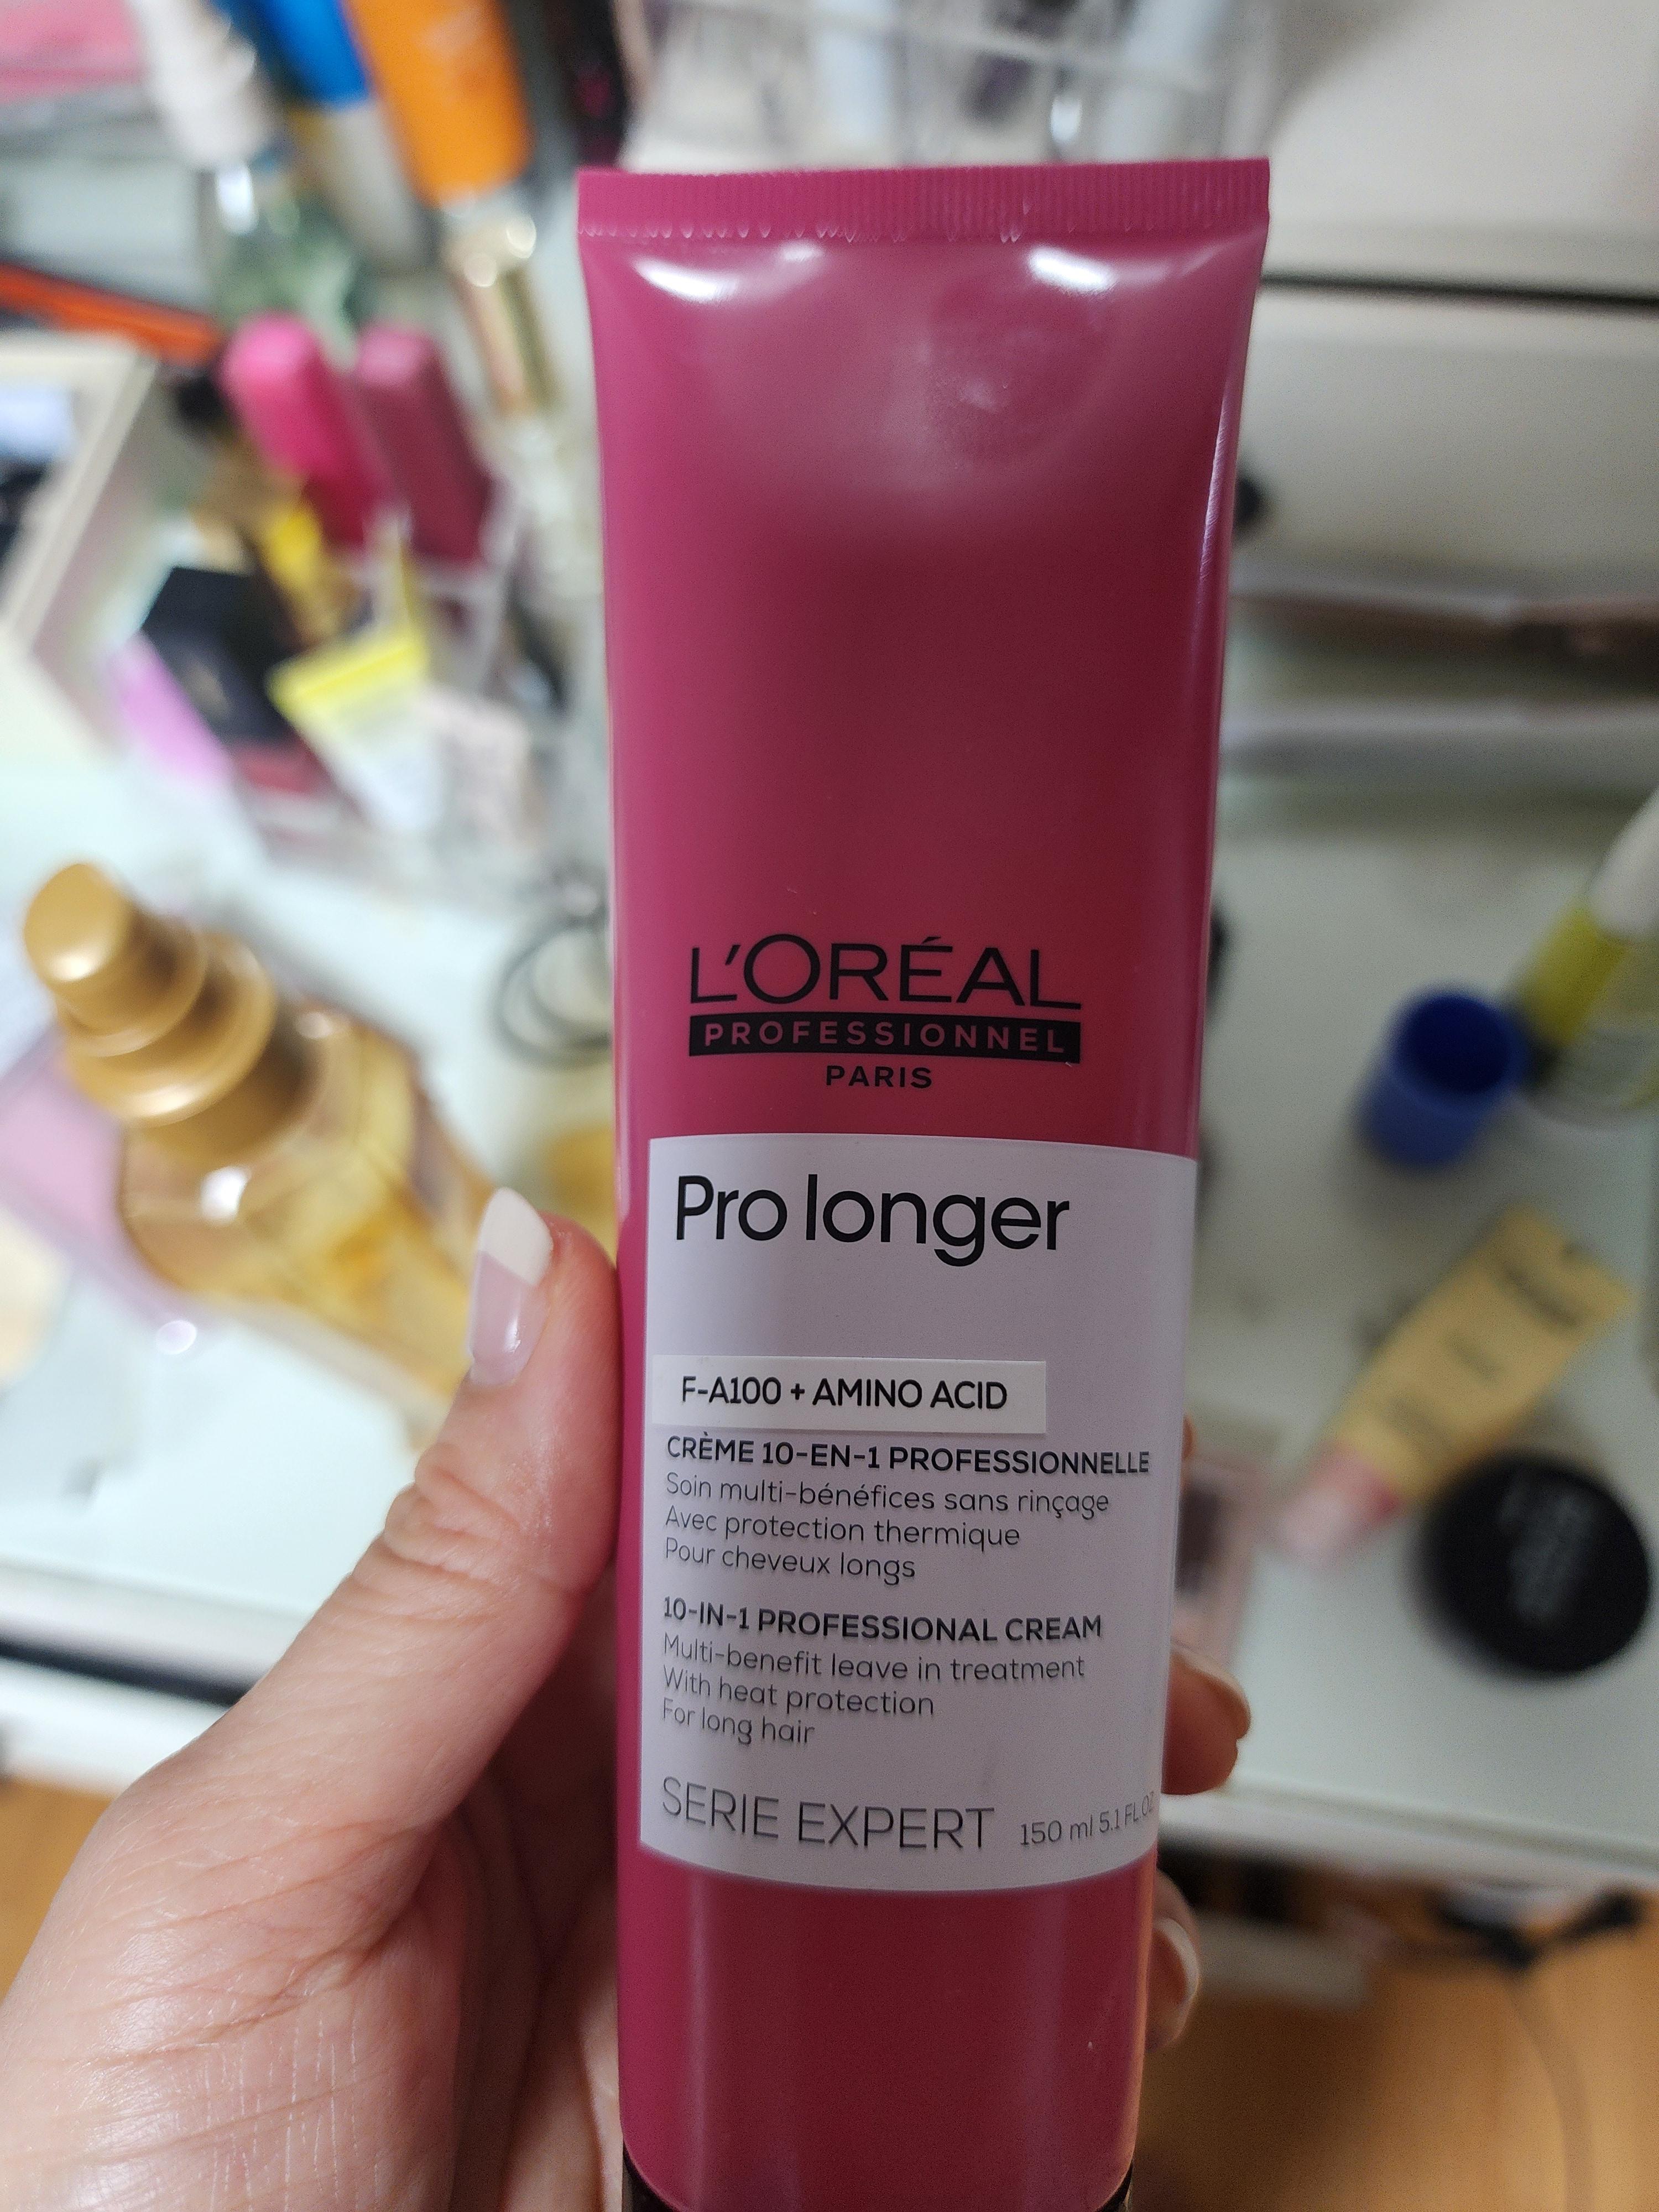 L'ORÉAL
PROFESSIONNEL
PARIS
Pro longer
F-A100 + AMINO ACID
CRÈME 10-EN-1 PROFESSIONNELLE
Soin multi-bénéfices sans rinçage
Avec protection thermique
Pour cheveux longs
10-IN-1 PROFESSIONAL CREAM
Multi-benefit leave in treatment
With heat protection
For long hair
SERIE EXPERT
150 ml 5.1 FL.OZ